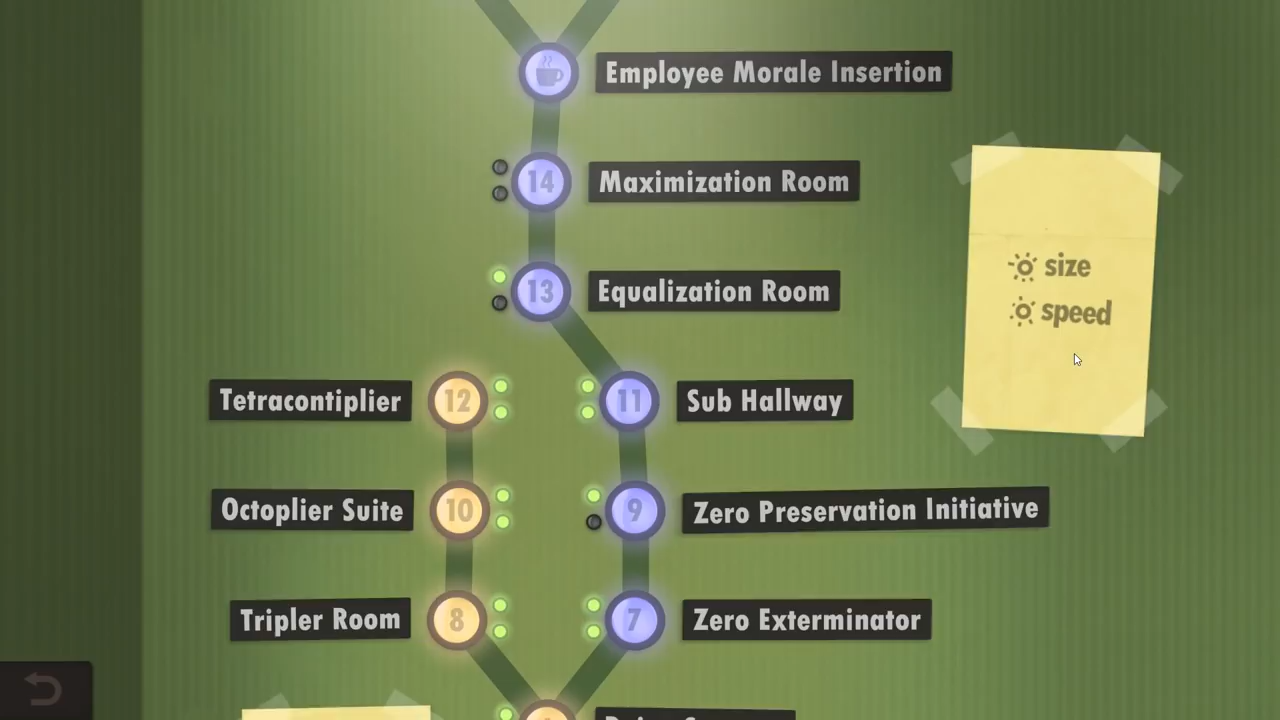 Employee Morale Insertion
14 Maximization Room
13 Equalization Room
size
speed
Tetracontiplier 12
11 Sub Hallway
Octoplier Suite 10
9 Zero Preservation Initiative
Tripler Room 8
7 Zero Exterminator